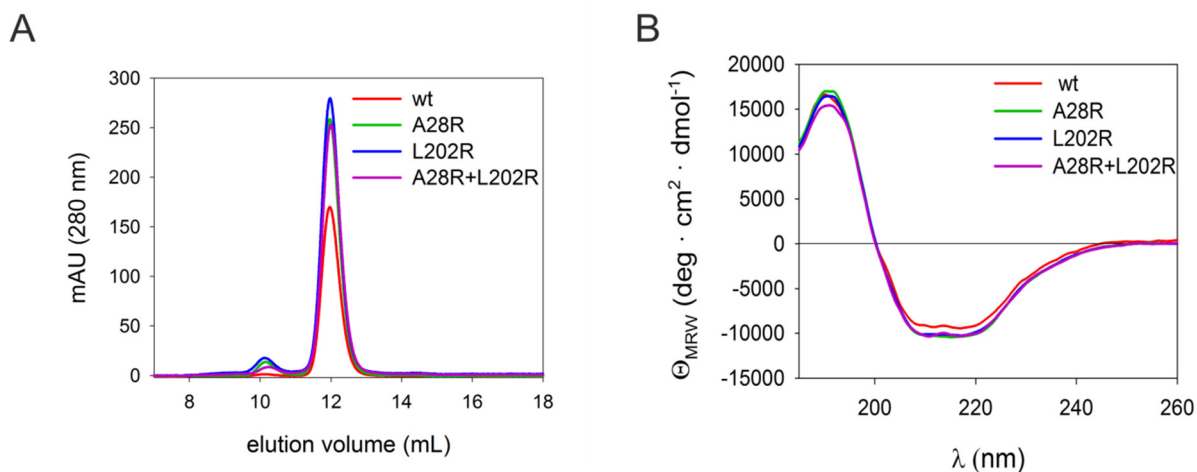 A
mAU (280 nm)
300
250
200
150
100
50
0
wt
A28R
L202R
A28R+L202R
8 10 12 14 16 18
elution volume (mL)
B
Θ_MRW (deg · cm² · dmol⁻¹)
20000
15000
10000
5000
0
-5000
-10000
-15000
wt
A28R
L202R
A28R+L202R
200 220 240 260
λ (nm)